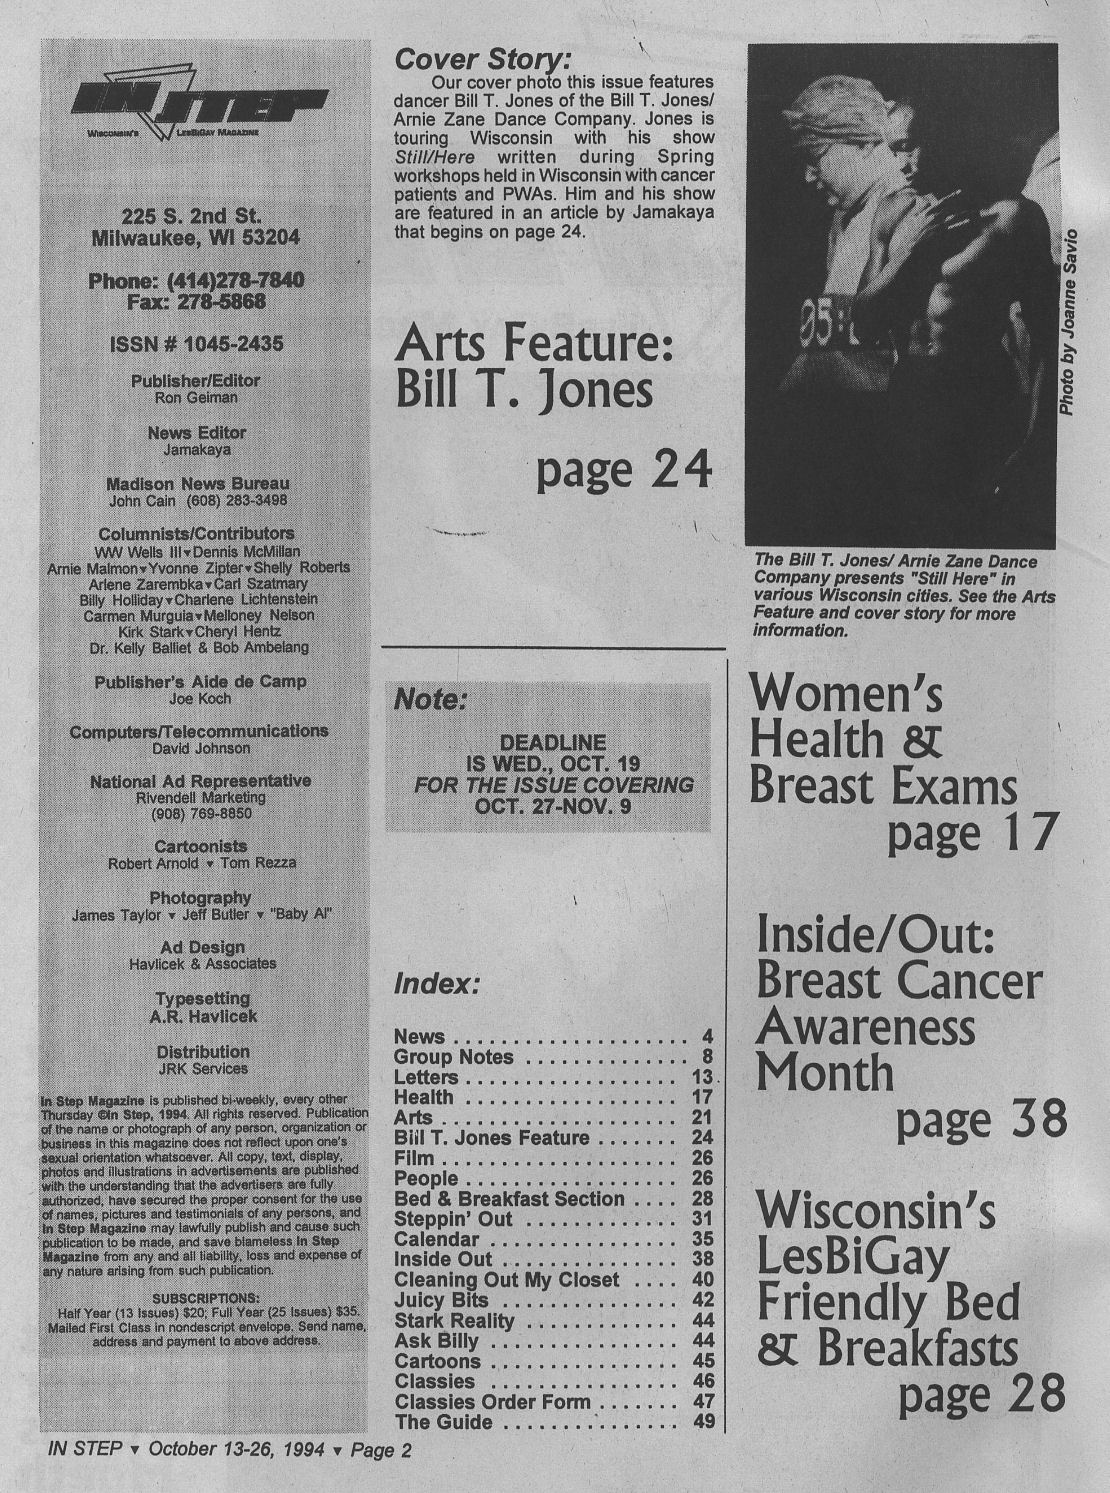 IN STEP
WISCONSIN'S LESBIGAY MAGAZINE
225 S. 2nd St.
Milwaukee, WI 53204
Phone: (414)278-7840
Fax: 278-5868
ISSN # 1045-2435
Publisher/Editor
Ron Geiman
News Editor
Jamakaya
Madison News Bureau
John Cain (608) 283-3498
Columnists/Contributors
WW Wells III▾Dennis McMillan
Arnie Malmon▾Yvonne Zipter▾Shelly Roberts
Arlene Zarembka▾Carl Szatmary
Billy Holliday▾Charlene Lichtenstein
Carmen Murguia▾Melloney Nelson
Kirk Stark▾Cheryl Hentz
Dr. Kelly Balliet & Bob Ambelang
Publisher's Aide de Camp
Joe Koch
Computers/Telecommunications
David Johnson
National Ad Representative
Rivendell Marketing
(908) 769-8850
Cartoonists
Robert Arnold ▾ Tom Rezza
Photography
James Taylor ▾ Jeff Butler ▾ "Baby Al"
Ad Design
Havlicek & Associates
Typesetting
A.R. Havlicek
Distribution
JRK Services
In Step Magazine is published bi-weekly, every other
Thursday ©In Step, 1994. All rights reserved. Publication
of the name or photograph of any person, organization or
business in this magazine does not reflect upon one's
sexual orientation whatsoever. All copy, text, display,
photos and illustrations in advertisements are published
with the understanding that the advertisers are fully
authorized, have secured the proper consent for the use
of names, pictures and testimonials of any persons, and
In Step Magazine may lawfully publish and cause such
publication to be made, and save blameless In Step
Magazine from any and all liability, loss and expense of
any nature arising from such publication.
SUBSCRIPTIONS:
Half Year (13 Issues) $20; Full Year (25 Issues) $35.
Mailed First Class in nondescript envelope. Send name,
address and payment to above address.
Cover Story:
Our cover photo this issue features
dancer Bill T. Jones of the Bill T. Jones/
Arnie Zane Dance Company. Jones is
touring Wisconsin with his show
Still/Here written during Spring
workshops held in Wisconsin with cancer
patients and PWAs. Him and his show
are featured in an article by Jamakaya
that begins on page 24.
Arts Feature:
Bill T. Jones
page 24
Note:
DEADLINE
IS WED., OCT. 19
FOR THE ISSUE COVERING
OCT. 27-NOV. 9
Index:
News . . . . . . . . . . . . . . . . . . . . . 4
Group Notes . . . . . . . . . . . . . . . 8
Letters . . . . . . . . . . . . . . . . . . . 13
Health . . . . . . . . . . . . . . . . . . . 17
Arts . . . . . . . . . . . . . . . . . . . . . 21
Bill T. Jones Feature . . . . . . . 24
Film . . . . . . . . . . . . . . . . . . . . . 26
People . . . . . . . . . . . . . . . . . . . 26
Bed & Breakfast Section . . . . 28
Steppin' Out . . . . . . . . . . . . . . 31
Calendar . . . . . . . . . . . . . . . . . 35
Inside Out . . . . . . . . . . . . . . . . 38
Cleaning Out My Closet . . . . 40
Juicy Bits . . . . . . . . . . . . . . . . 42
Stark Reality . . . . . . . . . . . . . . 44
Ask Billy . . . . . . . . . . . . . . . . . 44
Cartoons . . . . . . . . . . . . . . . . . 45
Classies . . . . . . . . . . . . . . . . . 46
Classies Order Form . . . . . . . 47
The Guide . . . . . . . . . . . . . . . . 49
05:
Photo by Joanne Savio
The Bill T. Jones/ Arnie Zane Dance
Company presents "Still Here" in
various Wisconsin cities. See the Arts
Feature and cover story for more
information.
Women's
Health &
Breast Exams
page 17
Inside/Out:
Breast Cancer
Awareness
Month
page 38
Wisconsin's
LesBiGay
Friendly Bed
& Breakfasts
page 28
IN STEP ▾ October 13-26, 1994 ▾ Page 2